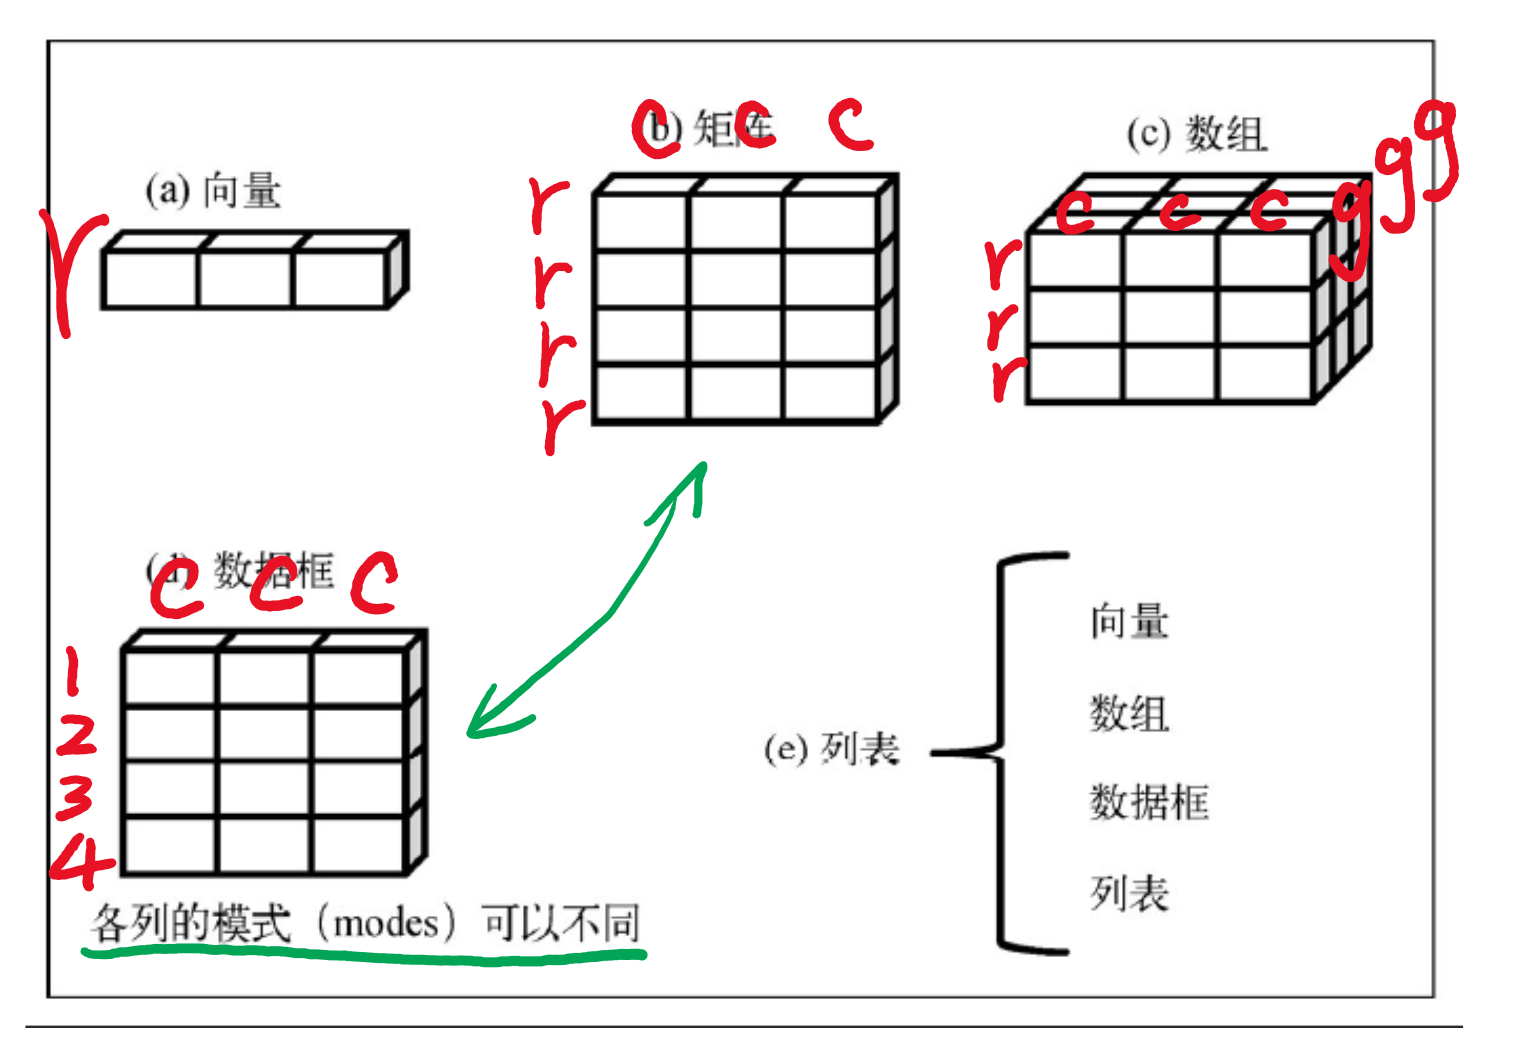 (a) 向量
r
b) 矩阵
c c c
r
r
r
r
(c) 数组
c c c
g g g
r
r
r
(d) 数据框
c c c
1
2
3
4
各列的模式（modes）可以不同
(e) 列表
向量
数组
数据框
列表